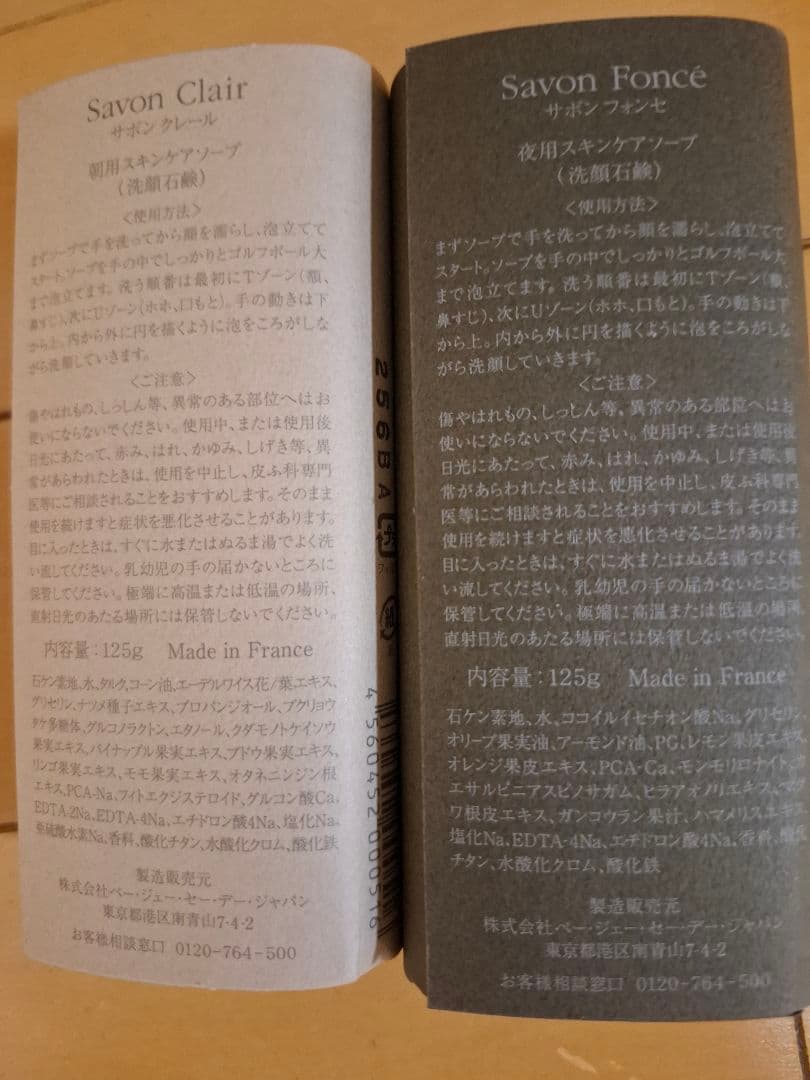 Savon Clair
サボン クレール
朝用スキンケアソープ
(洗顔石鹸)
<使用方法>
まずソープで手を洗ってから顔を濡らし、泡立てて
スタート。ソープを手の中でしっかりとゴルフボール大
まで泡立てます。洗う順番は最初にTゾーン(額、
鼻すじ)、次にUゾーン(ホホ、口もと)。手の動きは下
から上。内から外に円を描くように泡をころがしな
がら洗顔していきます。
<ご注意>
傷やはれもの、しっしん等、異常のある部位へはお
使いにならないでください。使用中、または使用後
日光にあたって、赤み、はれ、かゆみ、しげき等、異
常があらわれたときは、使用を中止し、皮ふ科専門
医等にご相談されることをおすすめします。そのまま
使用を続けますと症状を悪化させることがあります。
目に入ったときは、すぐに水またはぬるま湯でよく洗
い流してください。乳幼児の手の届かないところに
保管してください。極端に高温または低温の場所、
直射日光のあたる場所には保管しないでください。
内容量:125g Made in France
石ケン素地、水、タルク、コーン油、エーデルワイス花/葉エキス、
グリセリン、ナツメ種子エキス、プロパンジオール、ブクリョウ
タケ多糖体、グルコノラクトン、エタノール、クダモノトケイソウ
果実エキス、パイナップル果実エキス、ブドウ果実エキス、
リンゴ果実エキス、モモ果実エキス、オタネニンジン根
エキス、PCA-Na、フィトエクジステロイド、グルコン酸Ca、
EDTA-2Na、EDTA-4Na、エチドロン酸4Na、塩化Na、
亜硫酸水素Na、香料、酸化チタン、水酸化クロム、酸化鉄
製造販売元
株式会社ペー・ジェー・セー・デー・ジャパン
東京都港区南青山7-4-2
お客様相談窓口 0120-764-500
256BA
4 560452 000516
Savon Foncé
サボン フォンセ
夜用スキンケアソープ
(洗顔石鹸)
<使用方法>
まずソープで手を洗ってから顔を濡らし、泡立てて
スタート。ソープを手の中でしっかりとゴルフボール大
まで泡立てます。洗う順番は最初にTゾーン(額、
鼻すじ)、次にUゾーン(ホホ、口もと)。手の動きは下
から上。内から外に円を描くように泡をころがしな
がら洗顔していきます。
<ご注意>
傷やはれもの、しっしん等、異常のある部位へはお
使いにならないでください。使用中、または使用後
日光にあたって、赤み、はれ、かゆみ、しげき等、異
常があらわれたときは、使用を中止し、皮ふ科専門
医等にご相談されることをおすすめします。そのまま
使用を続けますと症状を悪化させることがあります。
目に入ったときは、すぐに水またはぬるま湯でよく洗
い流してください。乳幼児の手の届かないところに
保管してください。極端に高温または低温の場所、
直射日光のあたる場所には保管しないでください。
内容量:125g Made in France
石ケン素地、水、ココイルイセチオン酸Na、グリセリン、
オリーブ果実油、アーモンド油、PG、レモン果皮エキス、
オレンジ果皮エキス、PCA-Ca、モンモリロナイト、
エサルピニアスピノサガム、ヒラアオノリエキス、
ワ根皮エキス、ガンコウラン果汁、ハマメリスエキス、
塩化Na、EDTA-4Na、エチドロン酸4Na、香料、酸化
チタン、水酸化クロム、酸化鉄
製造販売元
株式会社ペー・ジェー・セー・デー・ジャパン
東京都港区南青山7-4-2
お客様相談窓口 0120-764-500